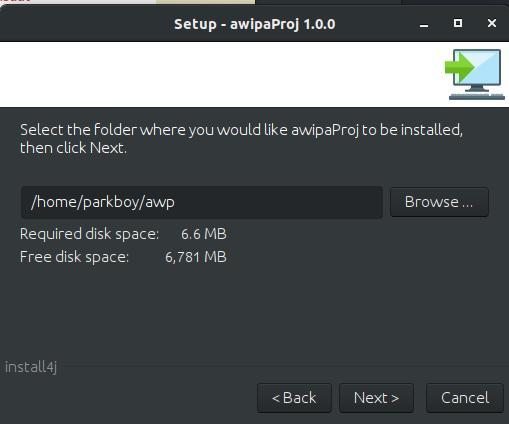 Setup - awipaProj 1.0.0
Select the folder where you would like awipaProj to be installed,
then click Next.
/home/parkboy/awp
Browse ...
Required disk space: 6.6 MB
Free disk space: 6,781 MB
install4j
< Back
Next >
Cancel